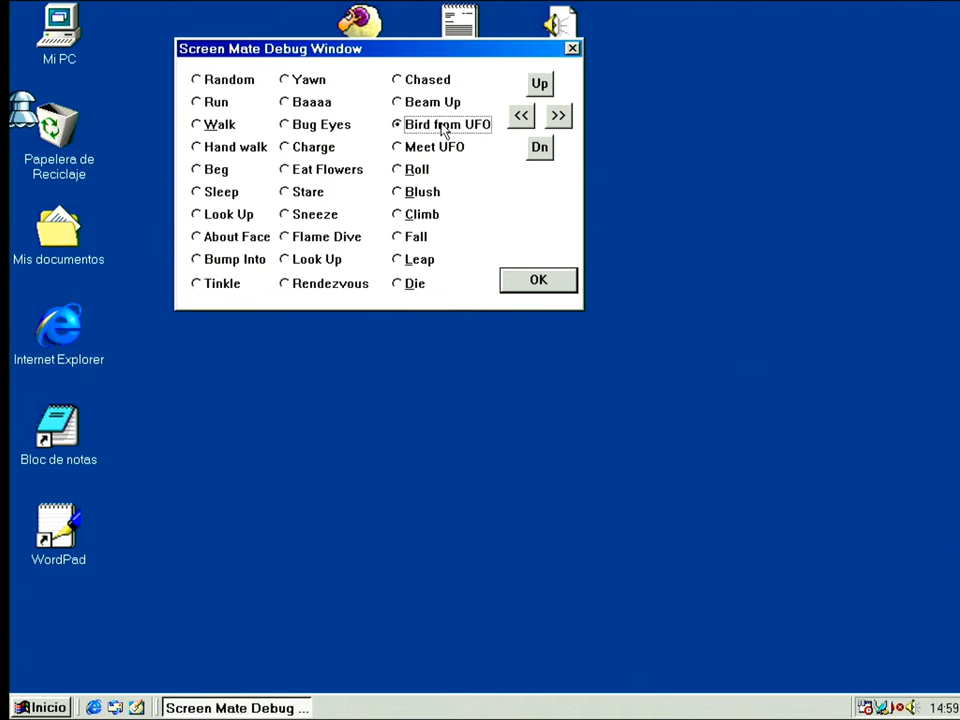 Mi PC
Papelera de
Reciclaje
Mis documentos
Internet Explorer
Bloc de notas
WordPad
Screen Mate Debug Window
Random
Run
Walk
Hand walk
Beg
Sleep
Look Up
About Face
Bump Into
Tinkle
Yawn
Baaaa
Bug Eyes
Charge
Eat Flowers
Stare
Sneeze
Flame Dive
Look Up
Rendezvous
Chased
Beam Up
Bird from UFO
Meet UFO
Roll
Blush
Climb
Fall
Leap
Die
Up
<< >>
Dn
OK
Inicio
Screen Mate Debug ...
14:59